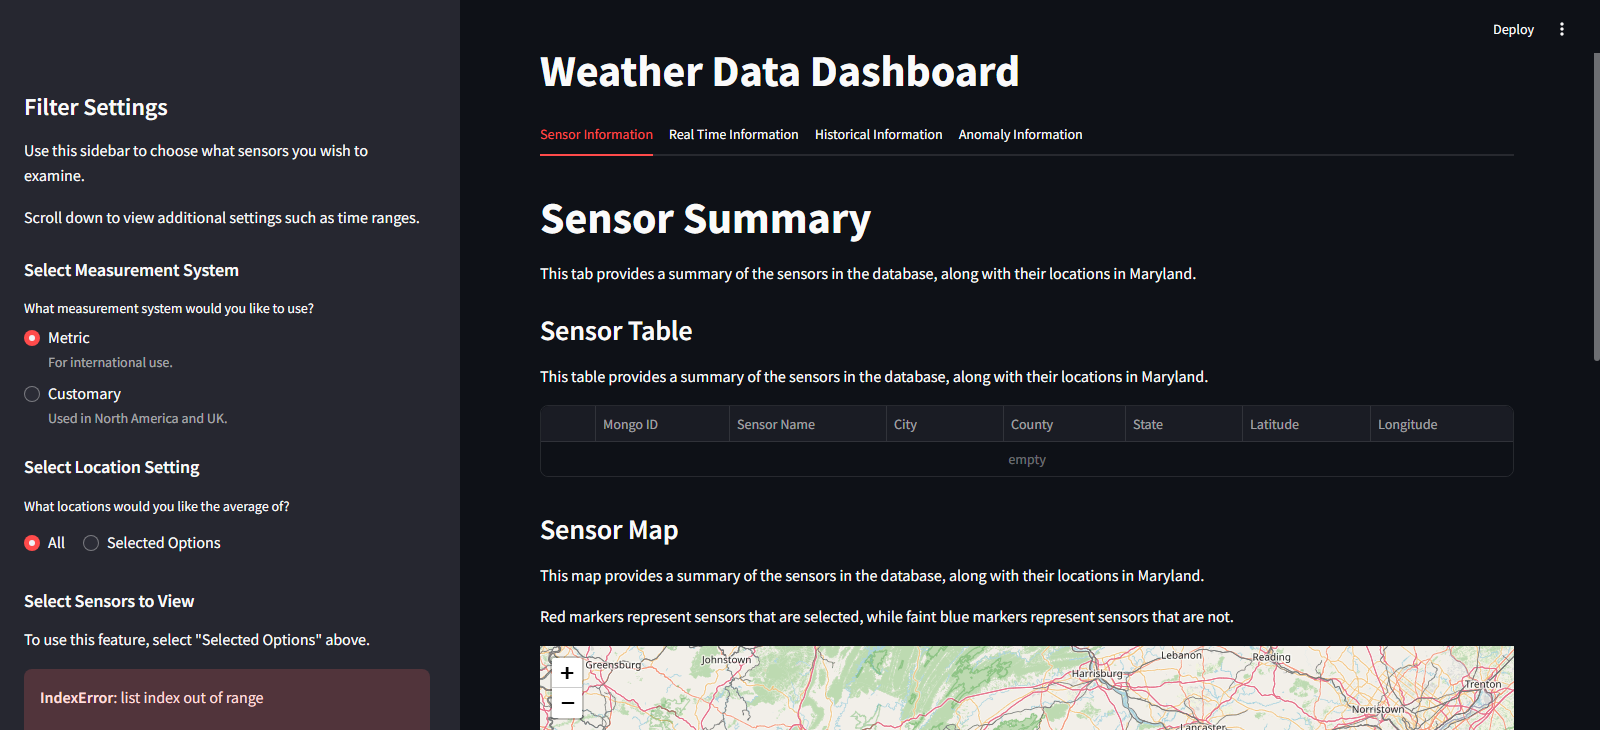 Deploy
Filter Settings
Use this sidebar to choose what sensors you wish to
examine.
Scroll down to view additional settings such as time ranges.
Select Measurement System
What measurement system would you like to use?
Metric
For international use.
Customary
Used in North America and UK.
Select Location Setting
What locations would you like the average of?
All
Selected Options
Select Sensors to View
To use this feature, select "Selected Options" above.
IndexError: list index out of range
Weather Data Dashboard
Sensor Information
Real Time Information
Historical Information
Anomaly Information
Sensor Summary
This tab provides a summary of the sensors in the database, along with their locations in Maryland.
Sensor Table
This table provides a summary of the sensors in the database, along with their locations in Maryland.
Mongo ID
Sensor Name
City
County
State
Latitude
Longitude
empty
Sensor Map
This map provides a summary of the sensors in the database, along with their locations in Maryland.
Red markers represent sensors that are selected, while faint blue markers represent sensors that are not.
+
−
Greensburg
Johnstown
Harrisburg
Lebanon
Reading
Trenton
Norristown
Lancaster